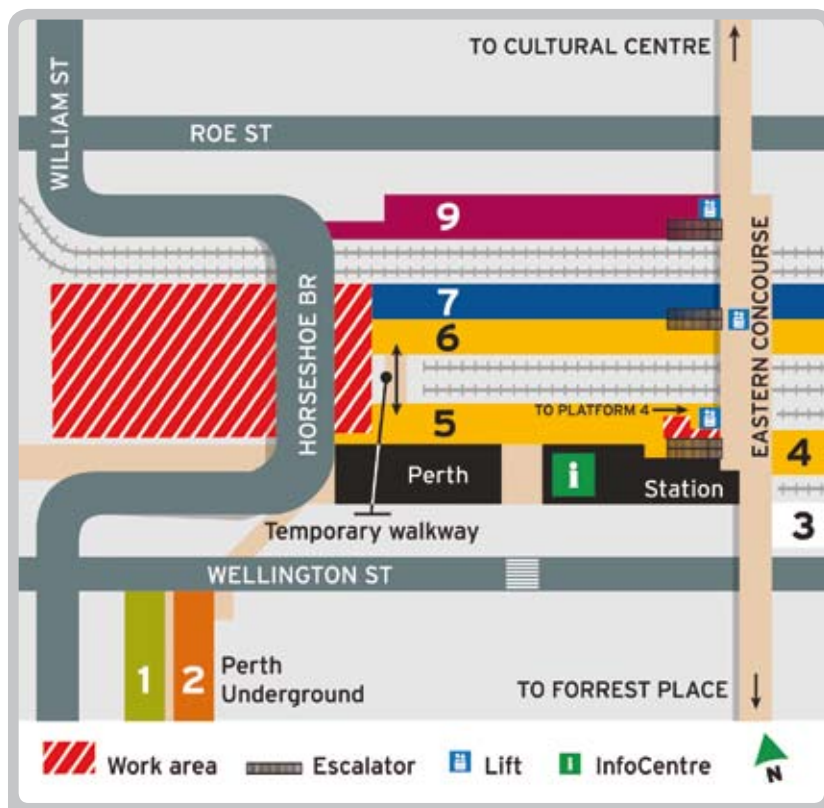 TO CULTURAL CENTRE
WILLIAM ST
ROE ST
9
HORSESHOE BR
7
6
EASTERN CONCOURSE
TO PLATFORM 4
5
4
Perth
i
Station
3
Temporary walkway
WELLINGTON ST
1
2
Perth
Underground
TO FORREST PLACE
Work area
Escalator
Lift
i
InfoCentre
N